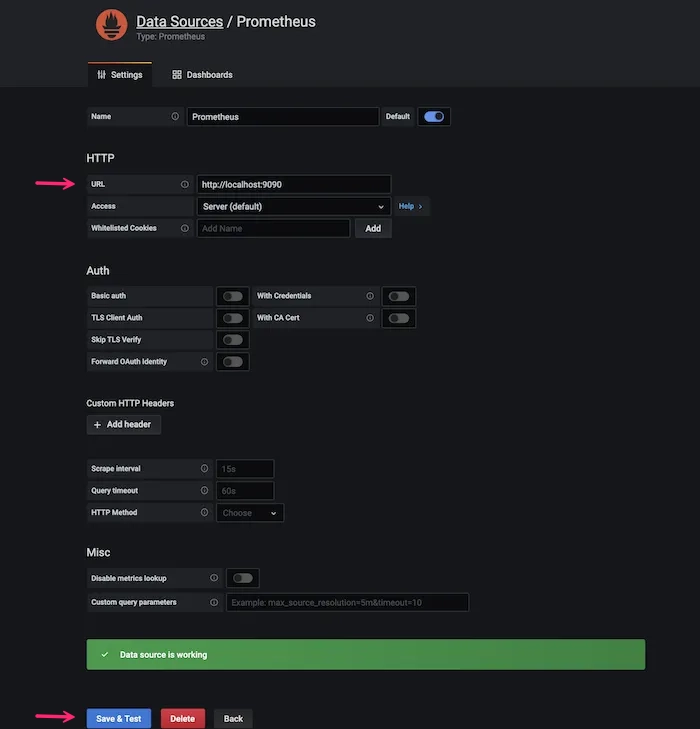 Data Sources / Prometheus
Type: Prometheus
Settings Dashboards
Name Prometheus Default
HTTP
URL http://localhost:9090
Access Server (default) Help >
Whitelisted Cookies Add Name Add
Auth
Basic auth With Credentials
TLS Client Auth With CA Cert
Skip TLS Verify
Forward OAuth Identity
Custom HTTP Headers
+ Add header
Scrape interval 15s
Query timeout 60s
HTTP Method Choose
Misc
Disable metrics lookup
Custom query parameters Example: max_source_resolution=5m&timeout=10
Data source is working
Save & Test Delete Back